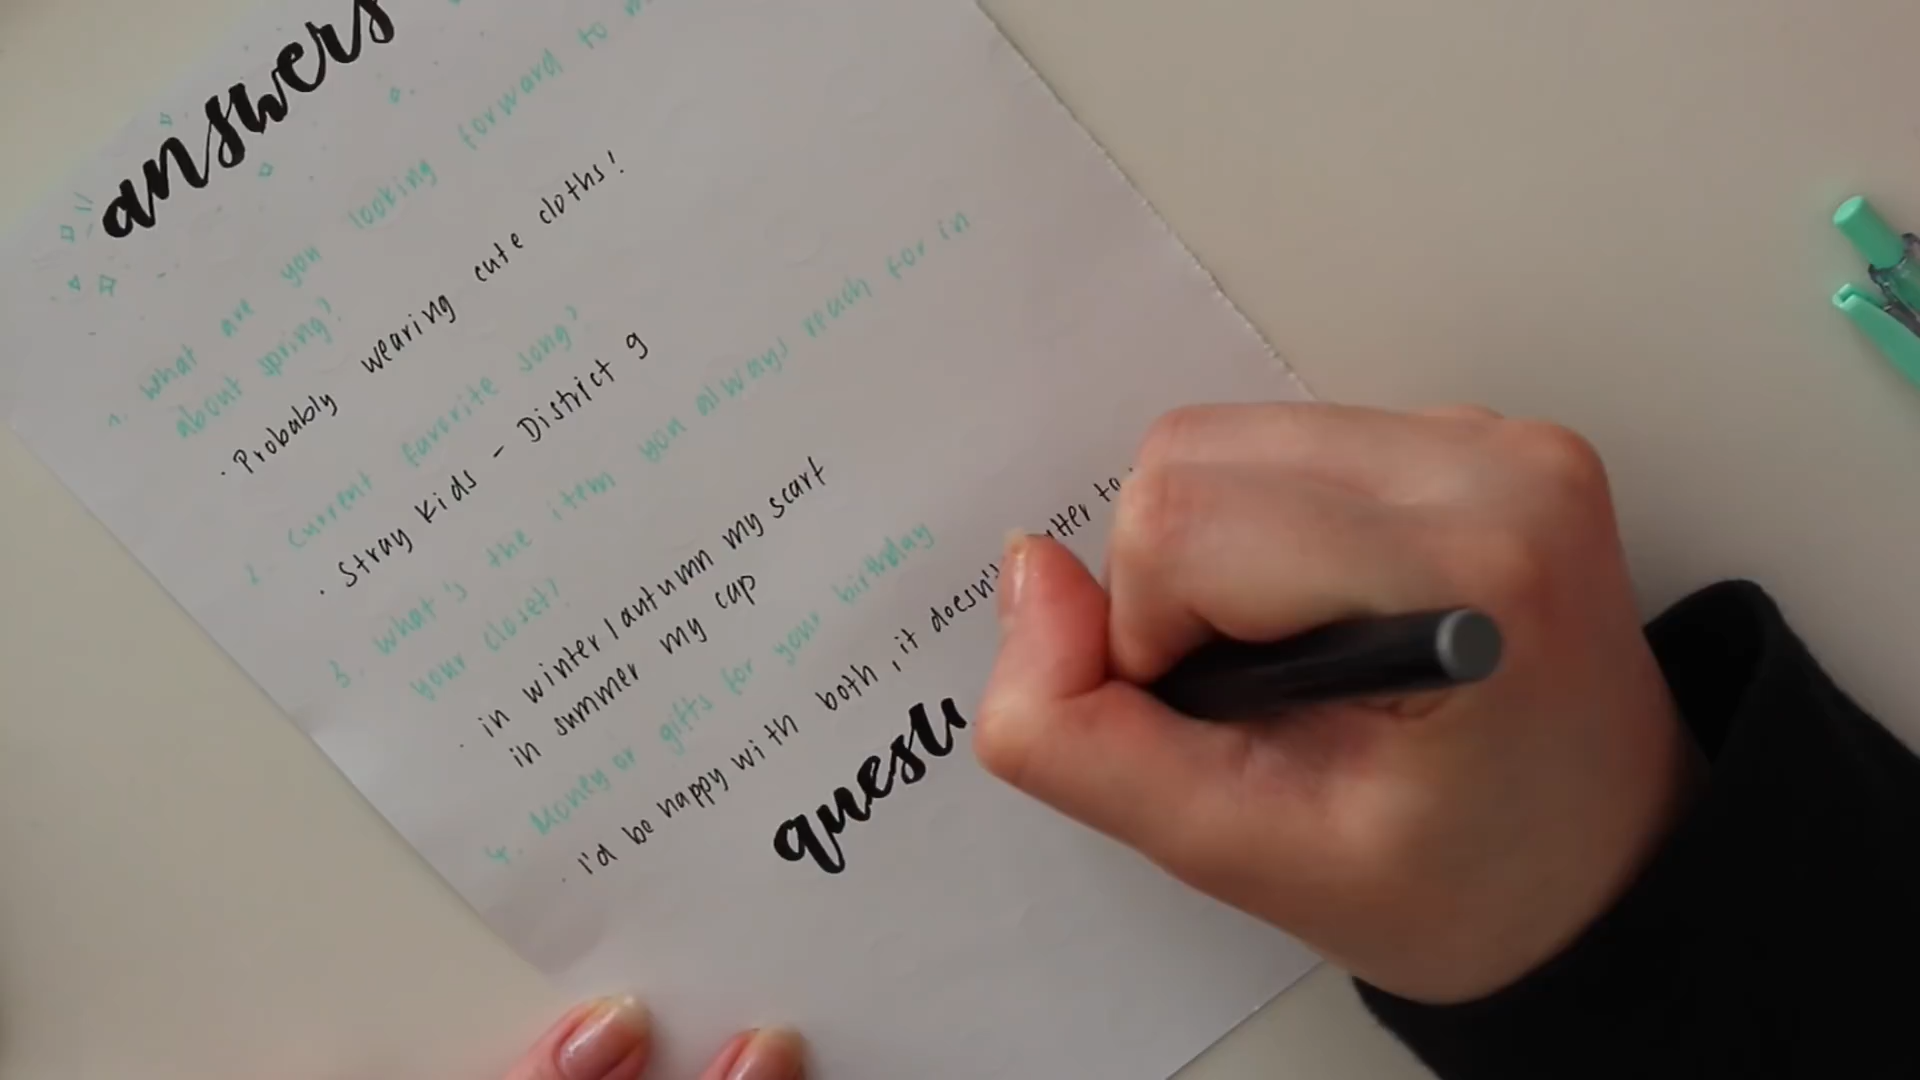 answers
1. What are you looking forward to
about spring?
· Probably wearing cute cloths!
2. Current favorite song?
· Stray Kids - District 9
3. What's the item you always reach for in
your closet?
· in winter/autumn my scarf
in summer my cap
4. Money or gifts for your birthday
· I'd be happy with both, it doesn't to